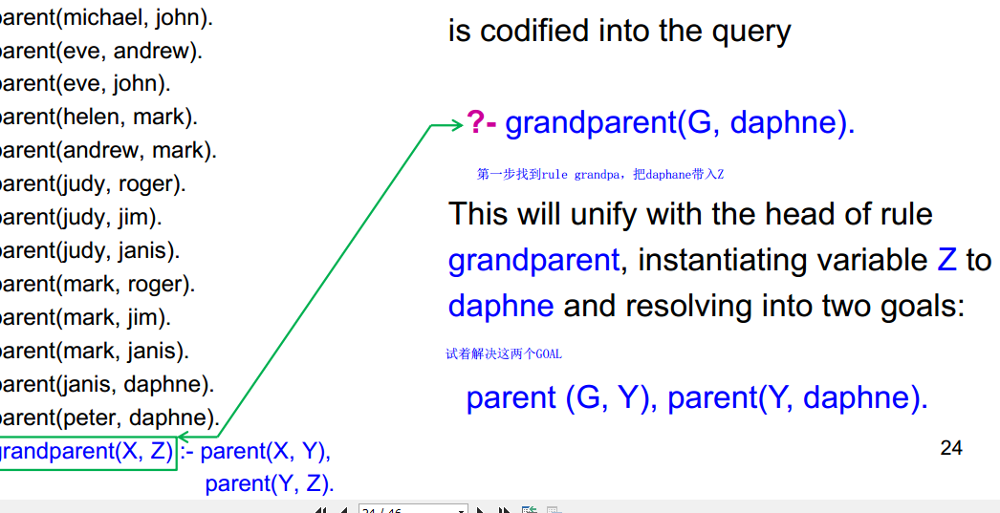 parent(michael, john).
parent(eve, andrew).
parent(eve, john).
parent(helen, mark).
parent(andrew, mark).
parent(judy, roger).
parent(judy, jim).
parent(judy, janis).
parent(mark, roger).
parent(mark, jim).
parent(mark, janis).
parent(janis, daphne).
parent(peter, daphne).
grandparent(X, Z) :- parent(X, Y),
parent(Y, Z).
is codified into the query
?- grandparent(G, daphne).
第一步找到rule grandpa，把daphane带入Z
This will unify with the head of rule
grandparent, instantiating variable Z to
daphne and resolving into two goals:
试着解决这两个GOAL
parent (G, Y), parent(Y, daphne).
24
24 / 46